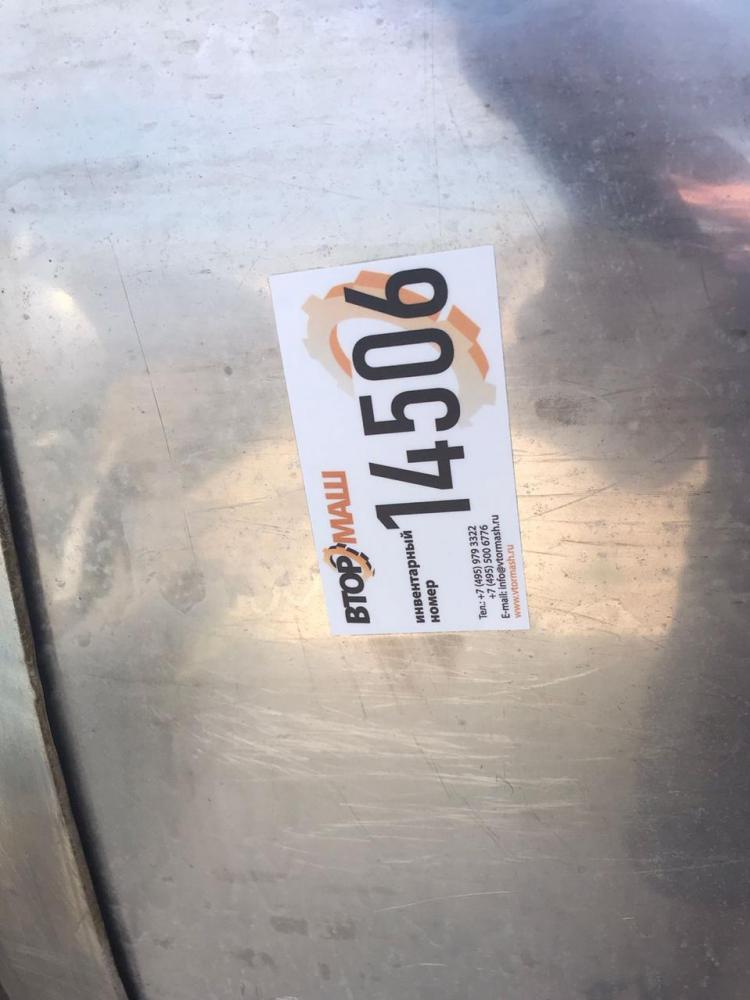 ВТОРМАШ
инвентарный
номер
14506
Тел.: +7 (495) 979 3322
+7 (495) 500 6776
E-mail: info@vtormash.ru
www.vtormash.ru